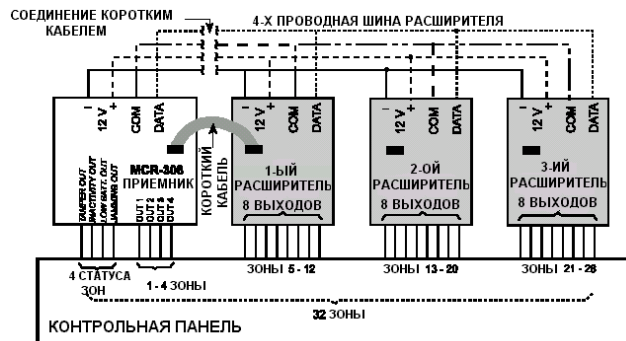 СОЕДИНЕНИЕ КОРОТКИМ
КАБЕЛЕМ
4-Х ПРОВОДНАЯ ШИНА РАСШИРИТЕЛЯ
–
12 V +
COM
DATA
–
12 V +
COM
DATA
–
12 V +
COM
DATA
–
12 V +
COM
DATA
MCR-306
ПРИЕМНИК
КОРОТКИЙ
КАБЕЛЬ
1-ЫЙ
РАСШИРИТЕЛЬ
8 ВЫХОДОВ
2-ОЙ
РАСШИРИТЕЛЬ
8 ВЫХОДОВ
3-ИЙ
РАСШИРИТЕЛЬ
8 ВЫХОДОВ
TAMPER OUT
INACTIVITY OUT
LOW BATT. OUT
JAMMING OUT
OUT 1
OUT 2
OUT 3
OUT 4
4 СТАТУСА
ЗОН
1 - 4 ЗОНЫ
ЗОНЫ 5 - 12
ЗОНЫ 13 - 20
ЗОНЫ 21 - 28
32 ЗОНЫ
КОНТРОЛЬНАЯ ПАНЕЛЬ